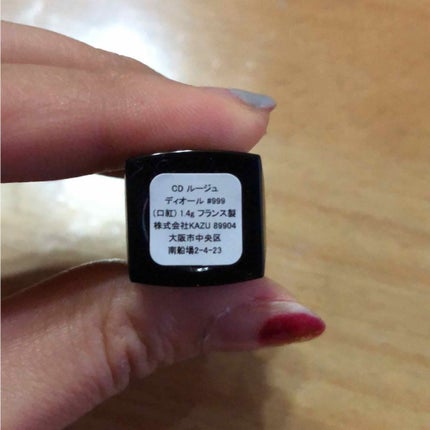 CD ルージュ
ディオール #999
(口紅) 1.4g フランス製
株式会社KAZU 89904
大阪市中央区
南船場2-4-23